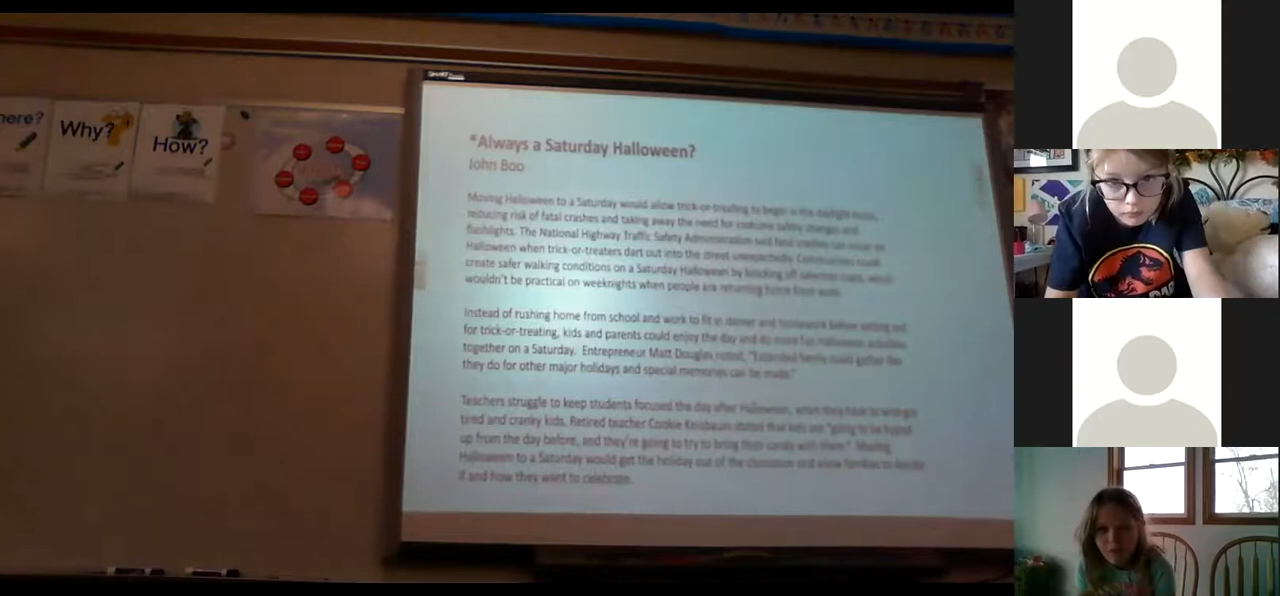 here?
Why?
How?
SMART
"Always a Saturday Halloween?
John Boo
Moving Halloween to a Saturday would allow trick-or-treating to begin in the daylight hours,
reducing risk of fatal crashes and taking away the need for costume safety changes and
flashlights. The National Highway Traffic Safety Administration said fatal crashes can occur on
Halloween when trick-or-treaters dart out into the street unexpectedly. Communities could
create safer walking conditions on a Saturday Halloween by blocking off selected roads, which
wouldn't be practical on weeknights when people are returning home from work.
Instead of rushing home from school and work to fit in dinner and homework before setting out
for trick-or-treating, kids and parents could enjoy the day and do more fun Halloween activities
together on a Saturday. Entrepreneur Matt Douglas noted, "Extended family could gather like
they do for other major holidays and special memories can be made."
Teachers struggle to keep students focused the day after Halloween, when they have to wrangle
tired and cranky kids. Retired teacher Cookie stated that kids are "going to be hyped
up from the day before, and they're going to try to bring their candy with them." Moving
Halloween to a Saturday would get the holiday out of the classroom and allow families to decide
if and how they want to celebrate.